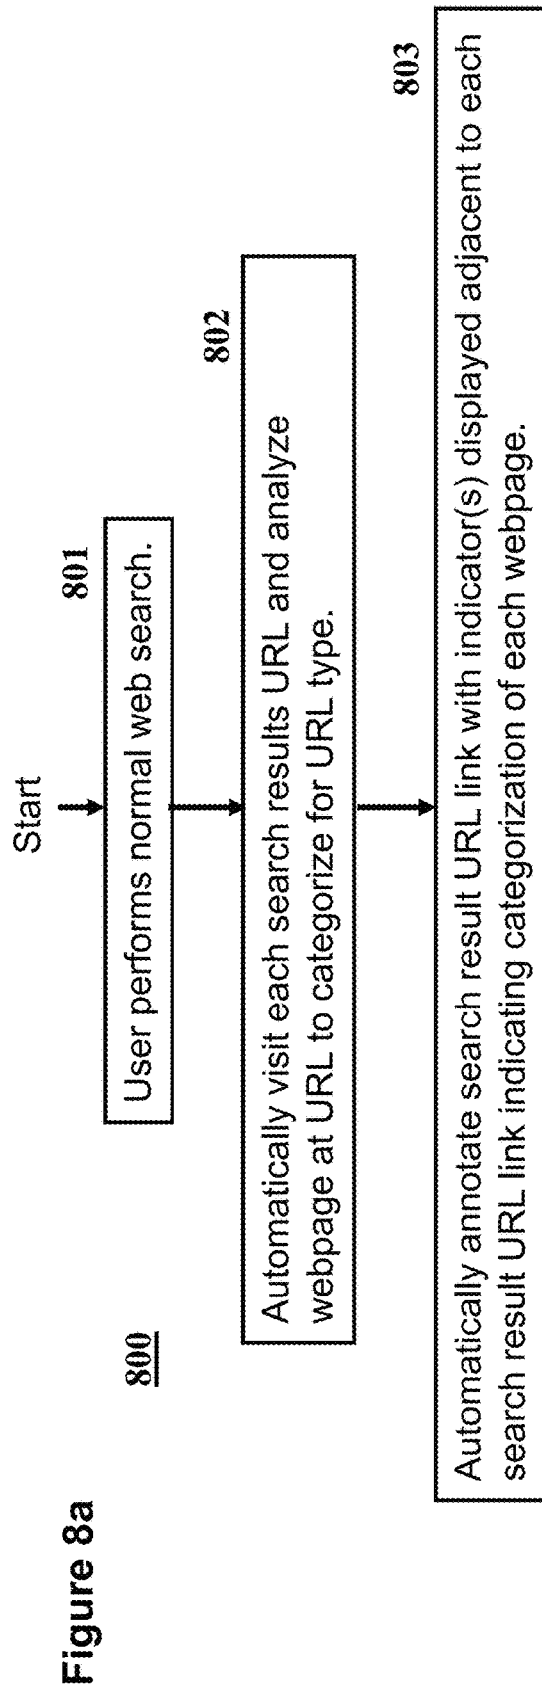 Figure 8a
800
Start
801
User performs normal web search.
802
Automatically visit each search results URL and analyze
webpage at URL to categorize for URL type.
803
Automatically annotate search result URL link with indicator(s) displayed adjacent to each
search result URL link indicating categorization of each webpage.